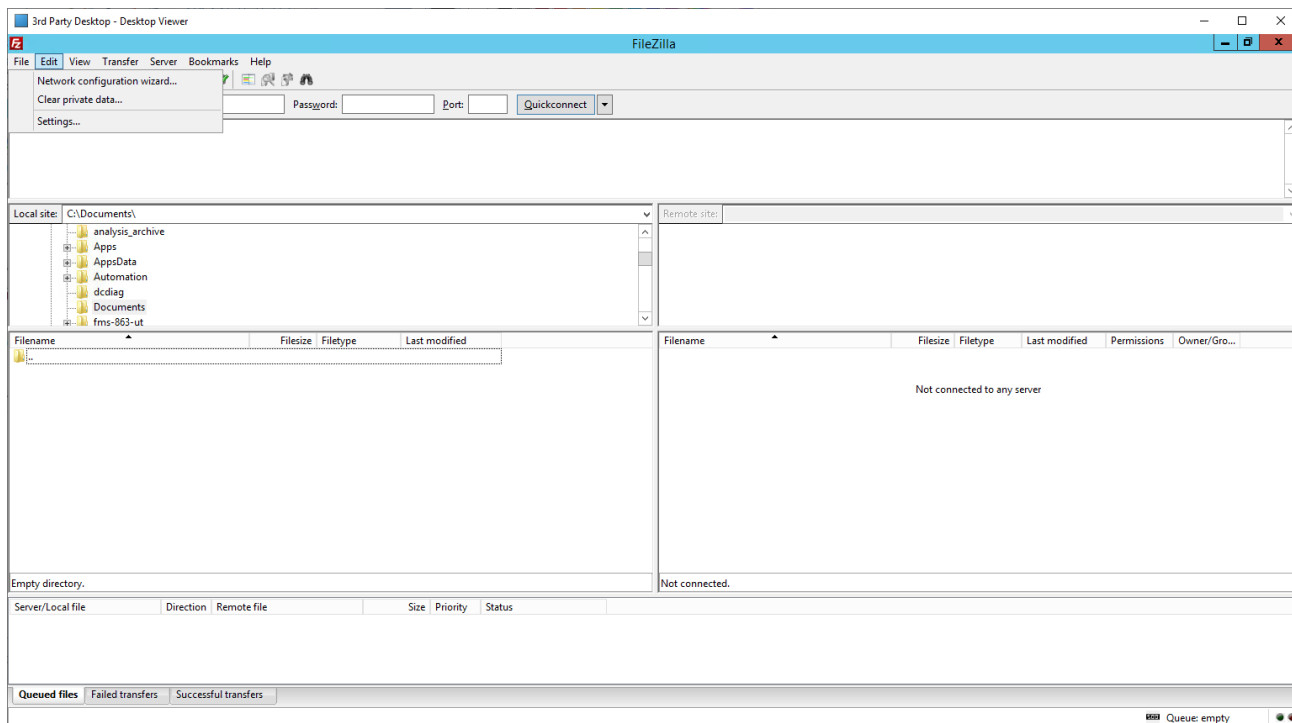 3rd Party Desktop - Desktop Viewer
FileZilla
File Edit View Transfer Server Bookmarks Help
Network configuration wizard...
Clear private data...
Settings...
Password: Port: Quickconnect
Local site: C:\Documents\
Remote site:
analysis_archive
Apps
AppsData
Automation
dcdiag
Documents
fms-863-ut
Filename Filesize Filetype Last modified
..
Filename Filesize Filetype Last modified Permissions Owner/Gro...
Not connected to any server
Empty directory.
Not connected.
Server/Local file Direction Remote file Size Priority Status
Queued files Failed transfers Successful transfers
Queue: empty